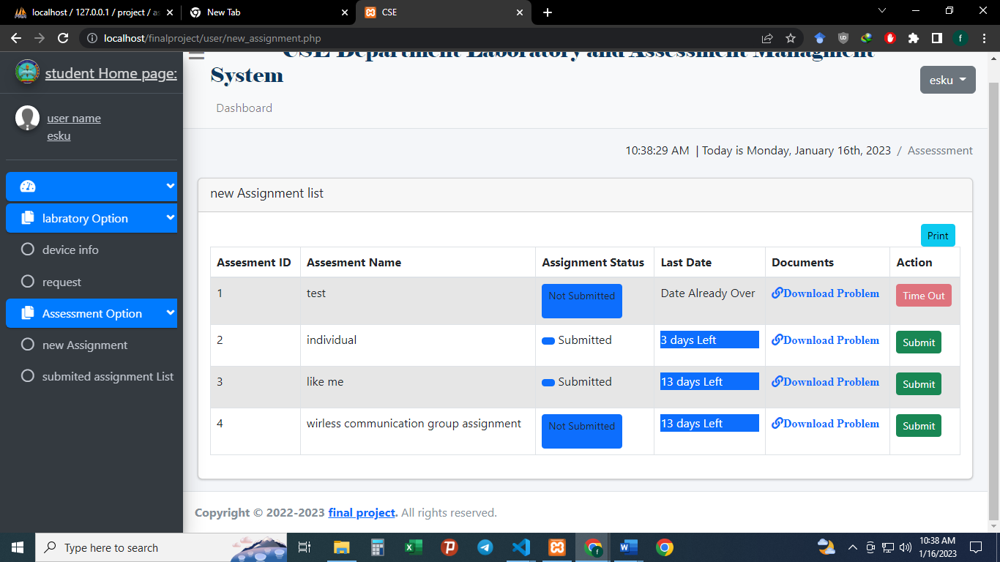 localhost / 127.0.0.1 / project / as
New Tab
CSE
localhost/finalproject/user/new_assignment.php
student Home page:
user name
esku
labratory Option
device info
request
Assessment Option
new Assignment
submited assignment List
CSE Department Laboratory and Assessment Managment
System
esku
Dashboard
10:38:29 AM | Today is Monday, January 16th, 2023 / Assesssment
new Assignment list
Print
Assesment ID Assesment Name Assignment Status Last Date Documents Action
1 test Not Submitted Date Already Over Download Problem Time Out
2 individual Submitted 3 days Left Download Problem Submit
3 like me Submitted 13 days Left Download Problem Submit
4 wirless communication group assignment Not Submitted 13 days Left Download Problem Submit
Copyright © 2022-2023 final project. All rights reserved.
Type here to search
10:38 AM
1/16/2023